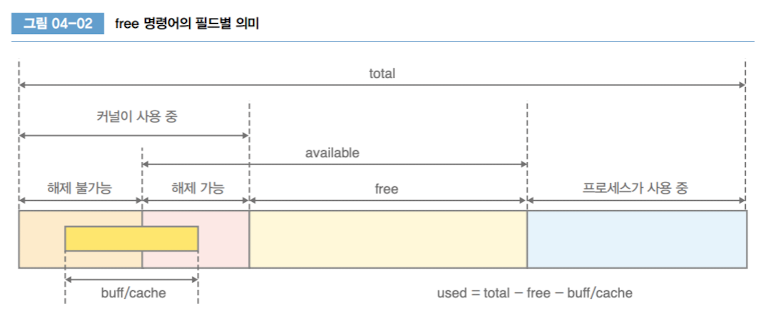 그림 04-02 free 명령어의 필드별 의미
total
커널이 사용 중
available
해제 불가능 해제 가능 free 프로세스가 사용 중
buff/cache used = total - free - buff/cache